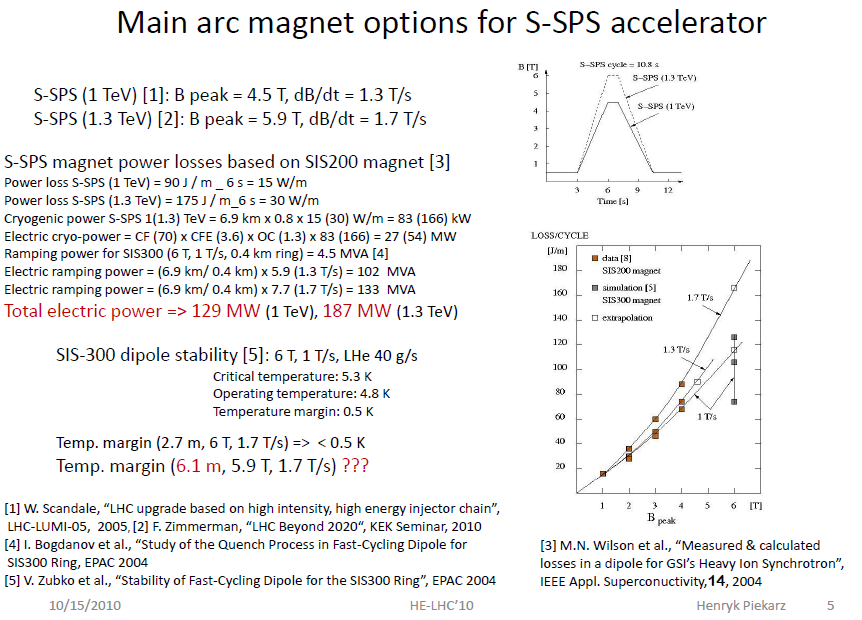 Main arc magnet options for S-SPS accelerator
S-SPS (1 TeV) [1]: B peak = 4.5 T, dB/dt = 1.3 T/s
S-SPS (1.3 TeV) [2]: B peak = 5.9 T, dB/dt = 1.7 T/s
S-SPS magnet power losses based on SIS200 magnet [3]
Power loss S-SPS (1 TeV) = 90 J / m _ 6 s = 15 W/m
Power loss S-SPS (1.3 TeV) = 175 J / m_6 s = 30 W/m
Cryogenic power S-SPS 1(1.3) TeV = 6.9 km x 0.8 x 15 (30) W/m = 83 (166) kW
Electric cryo-power = CF (70) x CFE (3.6) x OC (1.3) x 83 (166) = 27 (54) MW
Ramping power for SIS300 (6 T, 1 T/s, 0.4 km ring) = 4.5 MVA [4]
Electric ramping power = (6.9 km/ 0.4 km) x 5.9 (1.3 T/s) = 102 MVA
Electric ramping power = (6.9 km/ 0.4 km) x 7.7 (1.7 T/s) = 133 MVA
Total electric power => 129 MW (1 TeV), 187 MW (1.3 TeV)
SIS-300 dipole stability [5]: 6 T, 1 T/s, LHe 40 g/s
Critical temperature: 5.3 K
Operating temperature: 4.8 K
Temperature margin: 0.5 K
Temp. margin (2.7 m, 6 T, 1.7 T/s) => < 0.5 K
Temp. margin (6.1 m, 5.9 T, 1.7 T/s) ???
[1] W. Scandale, "LHC upgrade based on high intensity, high energy injector chain",
LHC-LUMI-05, 2005, [2] F. Zimmerman, "LHC Beyond 2020", KEK Seminar, 2010
[4] I. Bogdanov et al., "Study of the Quench Process in Fast-Cycling Dipole for
SIS300 Ring, EPAC 2004
[5] V. Zubko et al., "Stability of Fast-Cycling Dipole for the SIS300 Ring", EPAC 2004
B [T]
S-SPS cycle = 10.8 s
6
S-SPS (1.3 TeV)
5
4
S-SPS (1 TeV)
3
2
1
3 6 9 12
Time [s]
LOSS/CYCLE
[J/m]
180
160
140
120
100
80
60
40
20
data [8]
SIS200 magnet
simulation [5]
SIS300 magnet
extrapolation
1.7 T/s
1.3 T/s
1 T/s
1 2 3 4 5 6 [T]
B peak
[3] M.N. Wilson et al., "Measured & calculated
losses in a dipole for GSI's Heavy Ion Synchrotron",
IEEE Appl. Superconuctivity,14, 2004
10/15/2010 HE-LHC'10 Henryk Piekarz 5